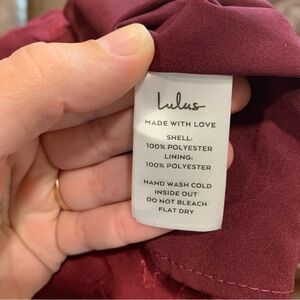 Lulus
MADE WITH LOVE
SHELL:
100% POLYESTER
LINING:
100% POLYESTER
HAND WASH COLD
INSIDE OUT
DO NOT BLEACH
FLAT DRY